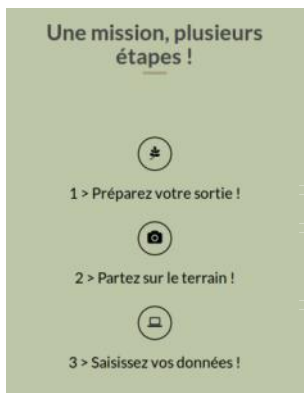 Une mission, plusieurs
étapes !
1 > Préparez votre sortie !
2 > Partez sur le terrain !
3 > Saisissez vos données !